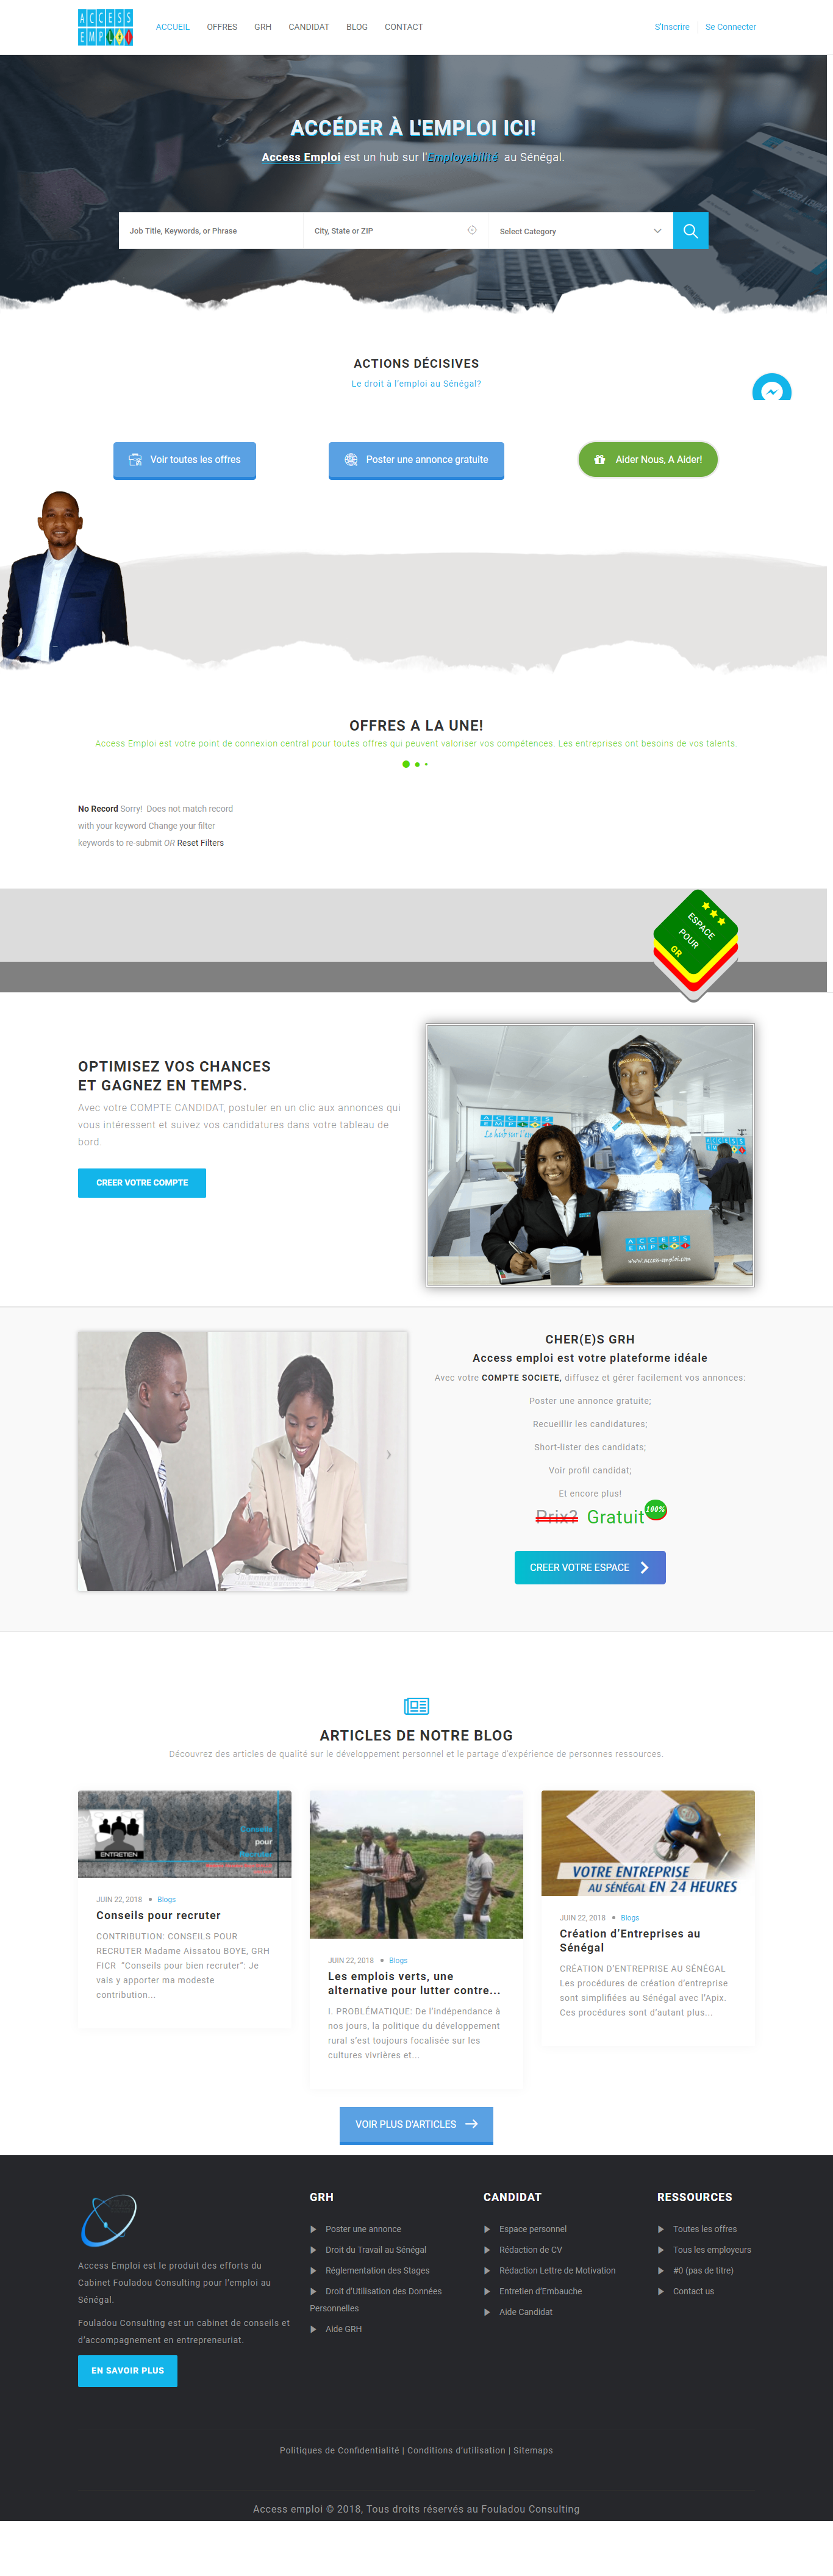 ACCESS
EMPLOI
ACCUEIL
OFFRES
GRH
CANDIDAT
BLOG
CONTACT
S'Inscrire
Se Connecter
ACCÉDER À L'EMPLOI ICI!
Access Emploi est un hub sur l'Employabilité au Sénégal.
Job Title, Keywords, or Phrase
City, State or ZIP
Select Category
ACTIONS DÉCISIVES
Le droit à l'emploi au Sénégal?
Voir toutes les offres
Poster une annonce gratuite
Aider Nous, A Aider!
OFFRES A LA UNE!
Access Emploi est votre point de connexion central pour toutes offres qui peuvent valoriser vos compétences. Les entreprises ont besoins de vos talents.
No Record Sorry!  Does not match record
with your keyword Change your filter
keywords to re-submit OR Reset Filters
ESPACE
POUR
GR
OPTIMISEZ VOS CHANCES
ET GAGNEZ EN TEMPS.
Avec votre COMPTE CANDIDAT, postuler en un clic aux annonces qui
vous intéressent et suivez vos candidatures dans votre tableau de
bord.
CREER VOTRE COMPTE
ACCESS
EMPLOI
Le hub sur l'em
ACCESS
EMPLOI
www.access-emploi.com
CHER(E)S GRH
Access emploi est votre plateforme idéale
Avec votre COMPTE SOCIETE, diffusez et gérer facilement vos annonces:
Poster une annonce gratuite;
Recueillir les candidatures;
Short-lister des candidats;
Voir profil candidat;
Et encore plus!
Prix? Gratuit 100%
CREER VOTRE ESPACE
ARTICLES DE NOTRE BLOG
Découvrez des articles de qualité sur le développement personnel et le partage d'expérience de personnes ressources.
ENTRETIEN
Conseils
pour
Recruter
JUIN 22, 2018
Blogs
Conseils pour recruter
CONTRIBUTION: CONSEILS POUR
RECRUTER Madame Aissatou BOYE, GRH
FICR  "Conseils pour bien recruter": Je
vais y apporter ma modeste
contribution...
JUIN 22, 2018
Blogs
Les emplois verts, une
alternative pour lutter contre...
I. PROBLÉMATIQUE: De l'indépendance à
nos jours, la politique du développement
rural s'est toujours focalisée sur les
cultures vivrières et...
VOTRE ENTREPRISE
AU SÉNÉGAL EN 24 HEURES
JUIN 22, 2018
Blogs
Création d'Entreprises au
Sénégal
CRÉATION D'ENTREPRISE AU SÉNÉGAL
Les procédures de création d'entreprise
sont simplifiées au Sénégal avec l'Apix.
Ces procédures sont d'autant plus...
VOIR PLUS D'ARTICLES
Access Emploi est le produit des efforts du
Cabinet Fouladou Consulting pour l'emploi au
Sénégal.
Fouladou Consulting est un cabinet de conseils et
d'accompagnement en entrepreneuriat.
EN SAVOIR PLUS
GRH
Poster une annonce
Droit du Travail au Sénégal
Réglementation des Stages
Droit d'Utilisation des Données
Personnelles
Aide GRH
CANDIDAT
Espace personnel
Rédaction de CV
Rédaction Lettre de Motivation
Entretien d'Embauche
Aide Candidat
RESSOURCES
Toutes les offres
Tous les employeurs
#0 (pas de titre)
Contact us
Politiques de Confidentialité | Conditions d'utilisation | Sitemaps
Access emploi © 2018, Tous droits réservés au Fouladou Consulting